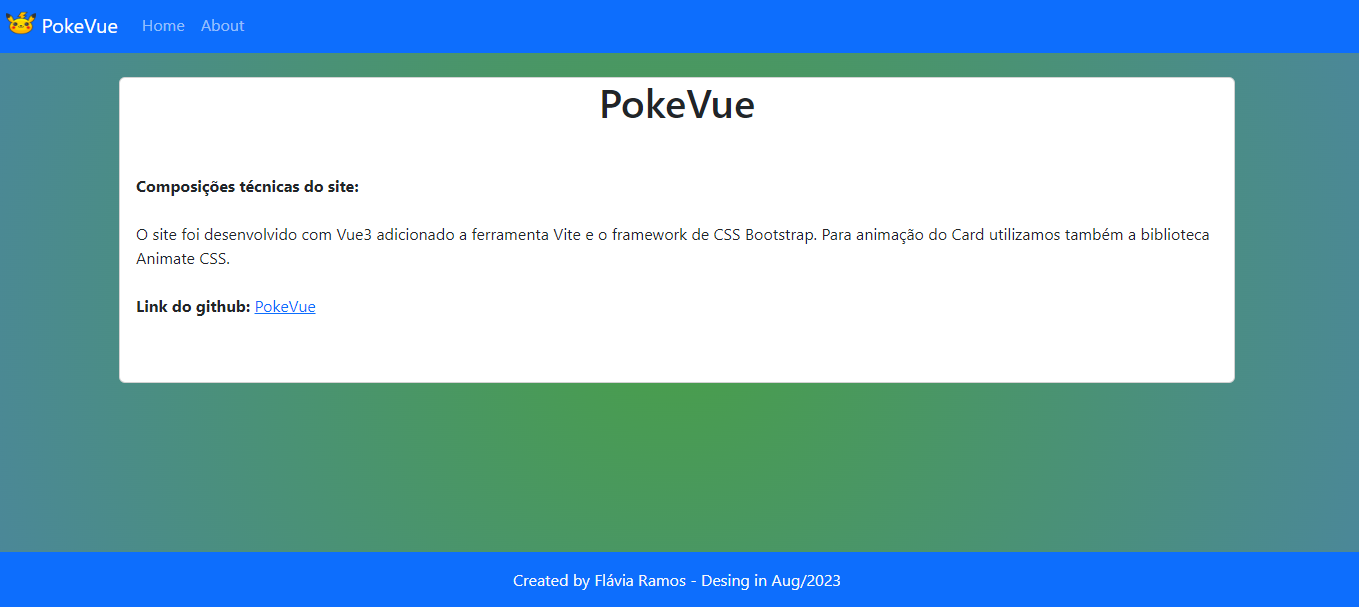 PokeVue Home About
PokeVue
Composições técnicas do site:
O site foi desenvolvido com Vue3 adicionado a ferramenta Vite e o framework de CSS Bootstrap. Para animação do Card utilizamos também a biblioteca
Animate CSS.
Link do github: PokeVue
Created by Flávia Ramos - Desing in Aug/2023